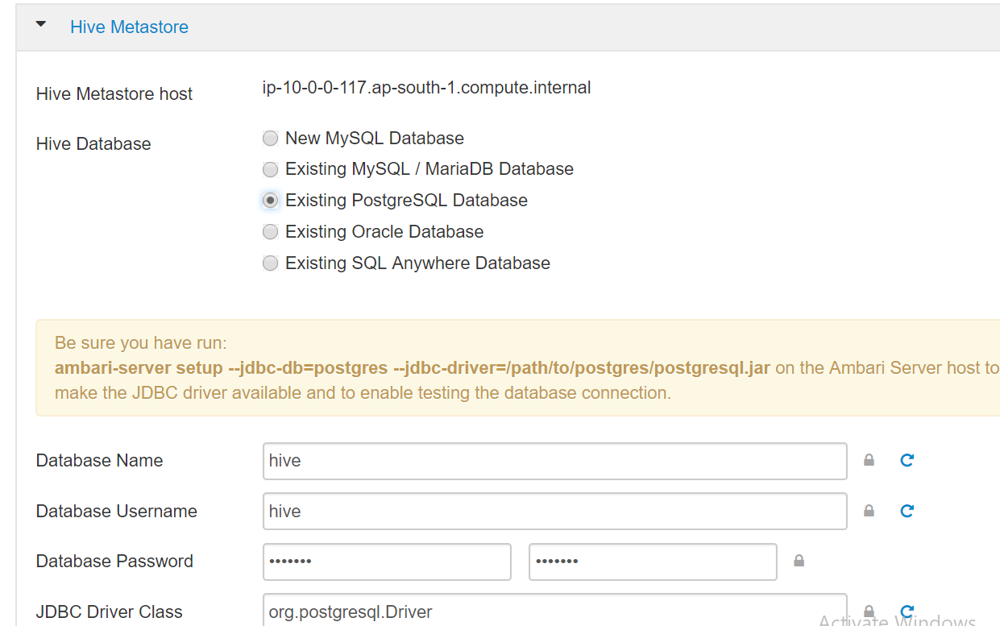 Hive Metastore
Hive Metastore host ip-10-0-0-117.ap-south-1.compute.internal
Hive Database New MySQL Database
Existing MySQL / MariaDB Database
Existing PostgreSQL Database
Existing Oracle Database
Existing SQL Anywhere Database
Be sure you have run:
ambari-server setup --jdbc-db=postgres --jdbc-driver=/path/to/postgres/postgresql.jar on the Ambari Server host to
make the JDBC driver available and to enable testing the database connection.
Database Name hive
Database Username hive
Database Password ••••••• •••••••
JDBC Driver Class org.postgresql.Driver
Activate Windows